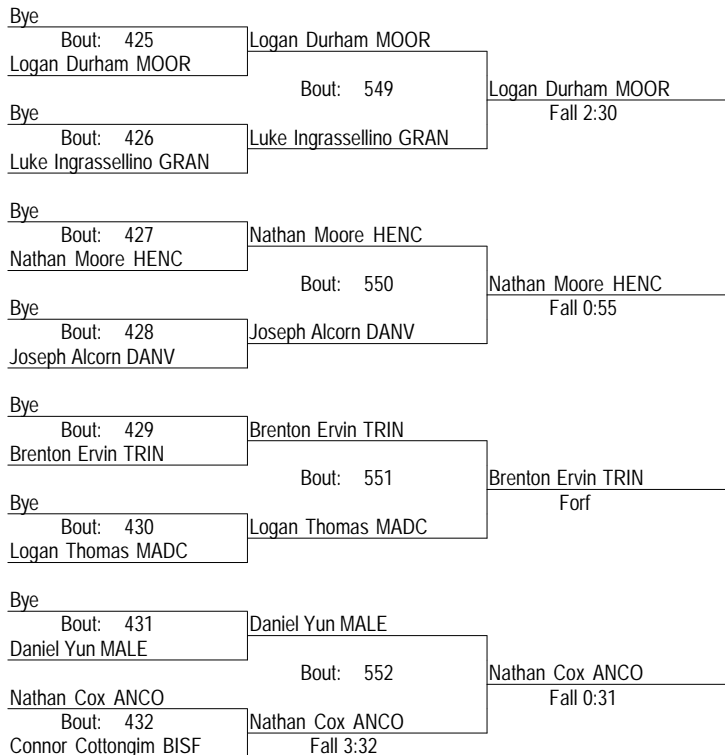 Bye
Bout: 425 Logan Durham MOOR
Logan Durham MOOR
Bout: 549 Logan Durham MOOR
Bye Fall 2:30
Bout: 426 Luke Ingrassellino GRAN
Luke Ingrassellino GRAN
Bye
Bout: 427 Nathan Moore HENC
Nathan Moore HENC
Bout: 550 Nathan Moore HENC
Bye Fall 0:55
Bout: 428 Joseph Alcorn DANV
Joseph Alcorn DANV
Bye
Bout: 429 Brenton Ervin TRIN
Brenton Ervin TRIN
Bout: 551 Brenton Ervin TRIN
Bye Forf
Bout: 430 Logan Thomas MADC
Logan Thomas MADC
Bye
Bout: 431 Daniel Yun MALE
Daniel Yun MALE
Bout: 552 Nathan Cox ANCO
Nathan Cox ANCO Fall 0:31
Bout: 432 Nathan Cox ANCO
Connor Cottongim BISF Fall 3:32